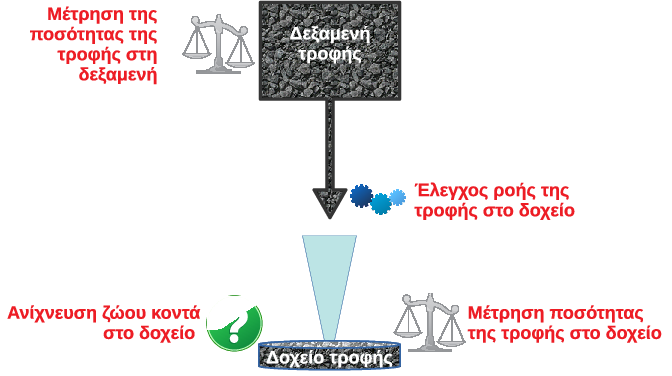 Μέτρηση της
ποσότητας της
τροφής στη
δεξαμενή
Δεξαμενή
τροφής
Έλεγχος ροής της
τροφής στο δοχείο
Ανίχνευση ζώου κοντά
στο δοχείο
Μέτρηση ποσότητας
της τροφής στο δοχείο
Δοχείο τροφής